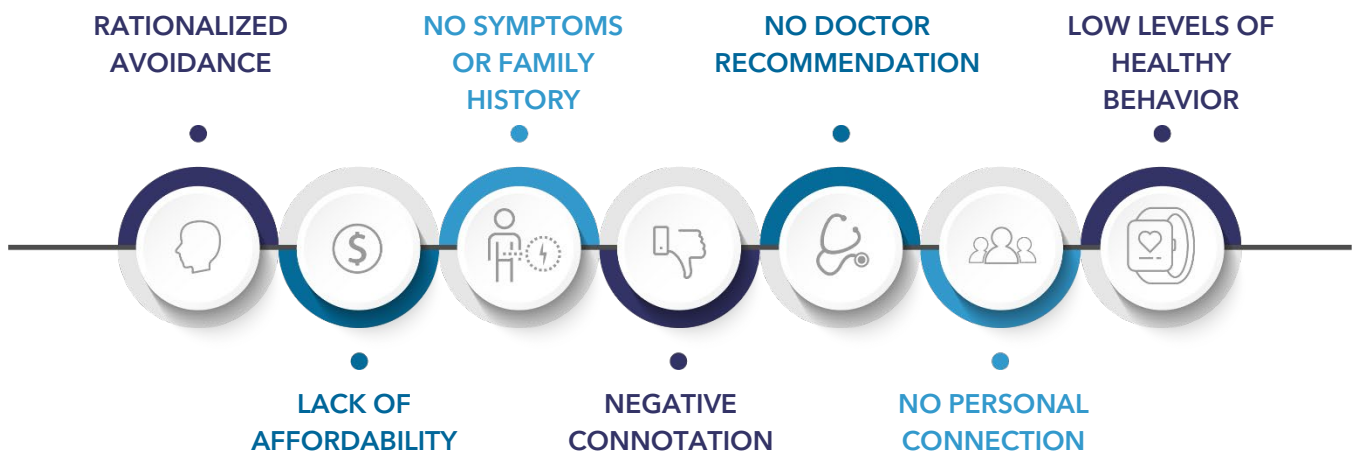 RATIONALIZED
AVOIDANCE
NO SYMPTOMS
OR FAMILY
HISTORY
NO DOCTOR
RECOMMENDATION
LOW LEVELS OF
HEALTHY
BEHAVIOR
$
LACK OF
AFFORDABILITY
NEGATIVE
CONNOTATION
NO PERSONAL
CONNECTION